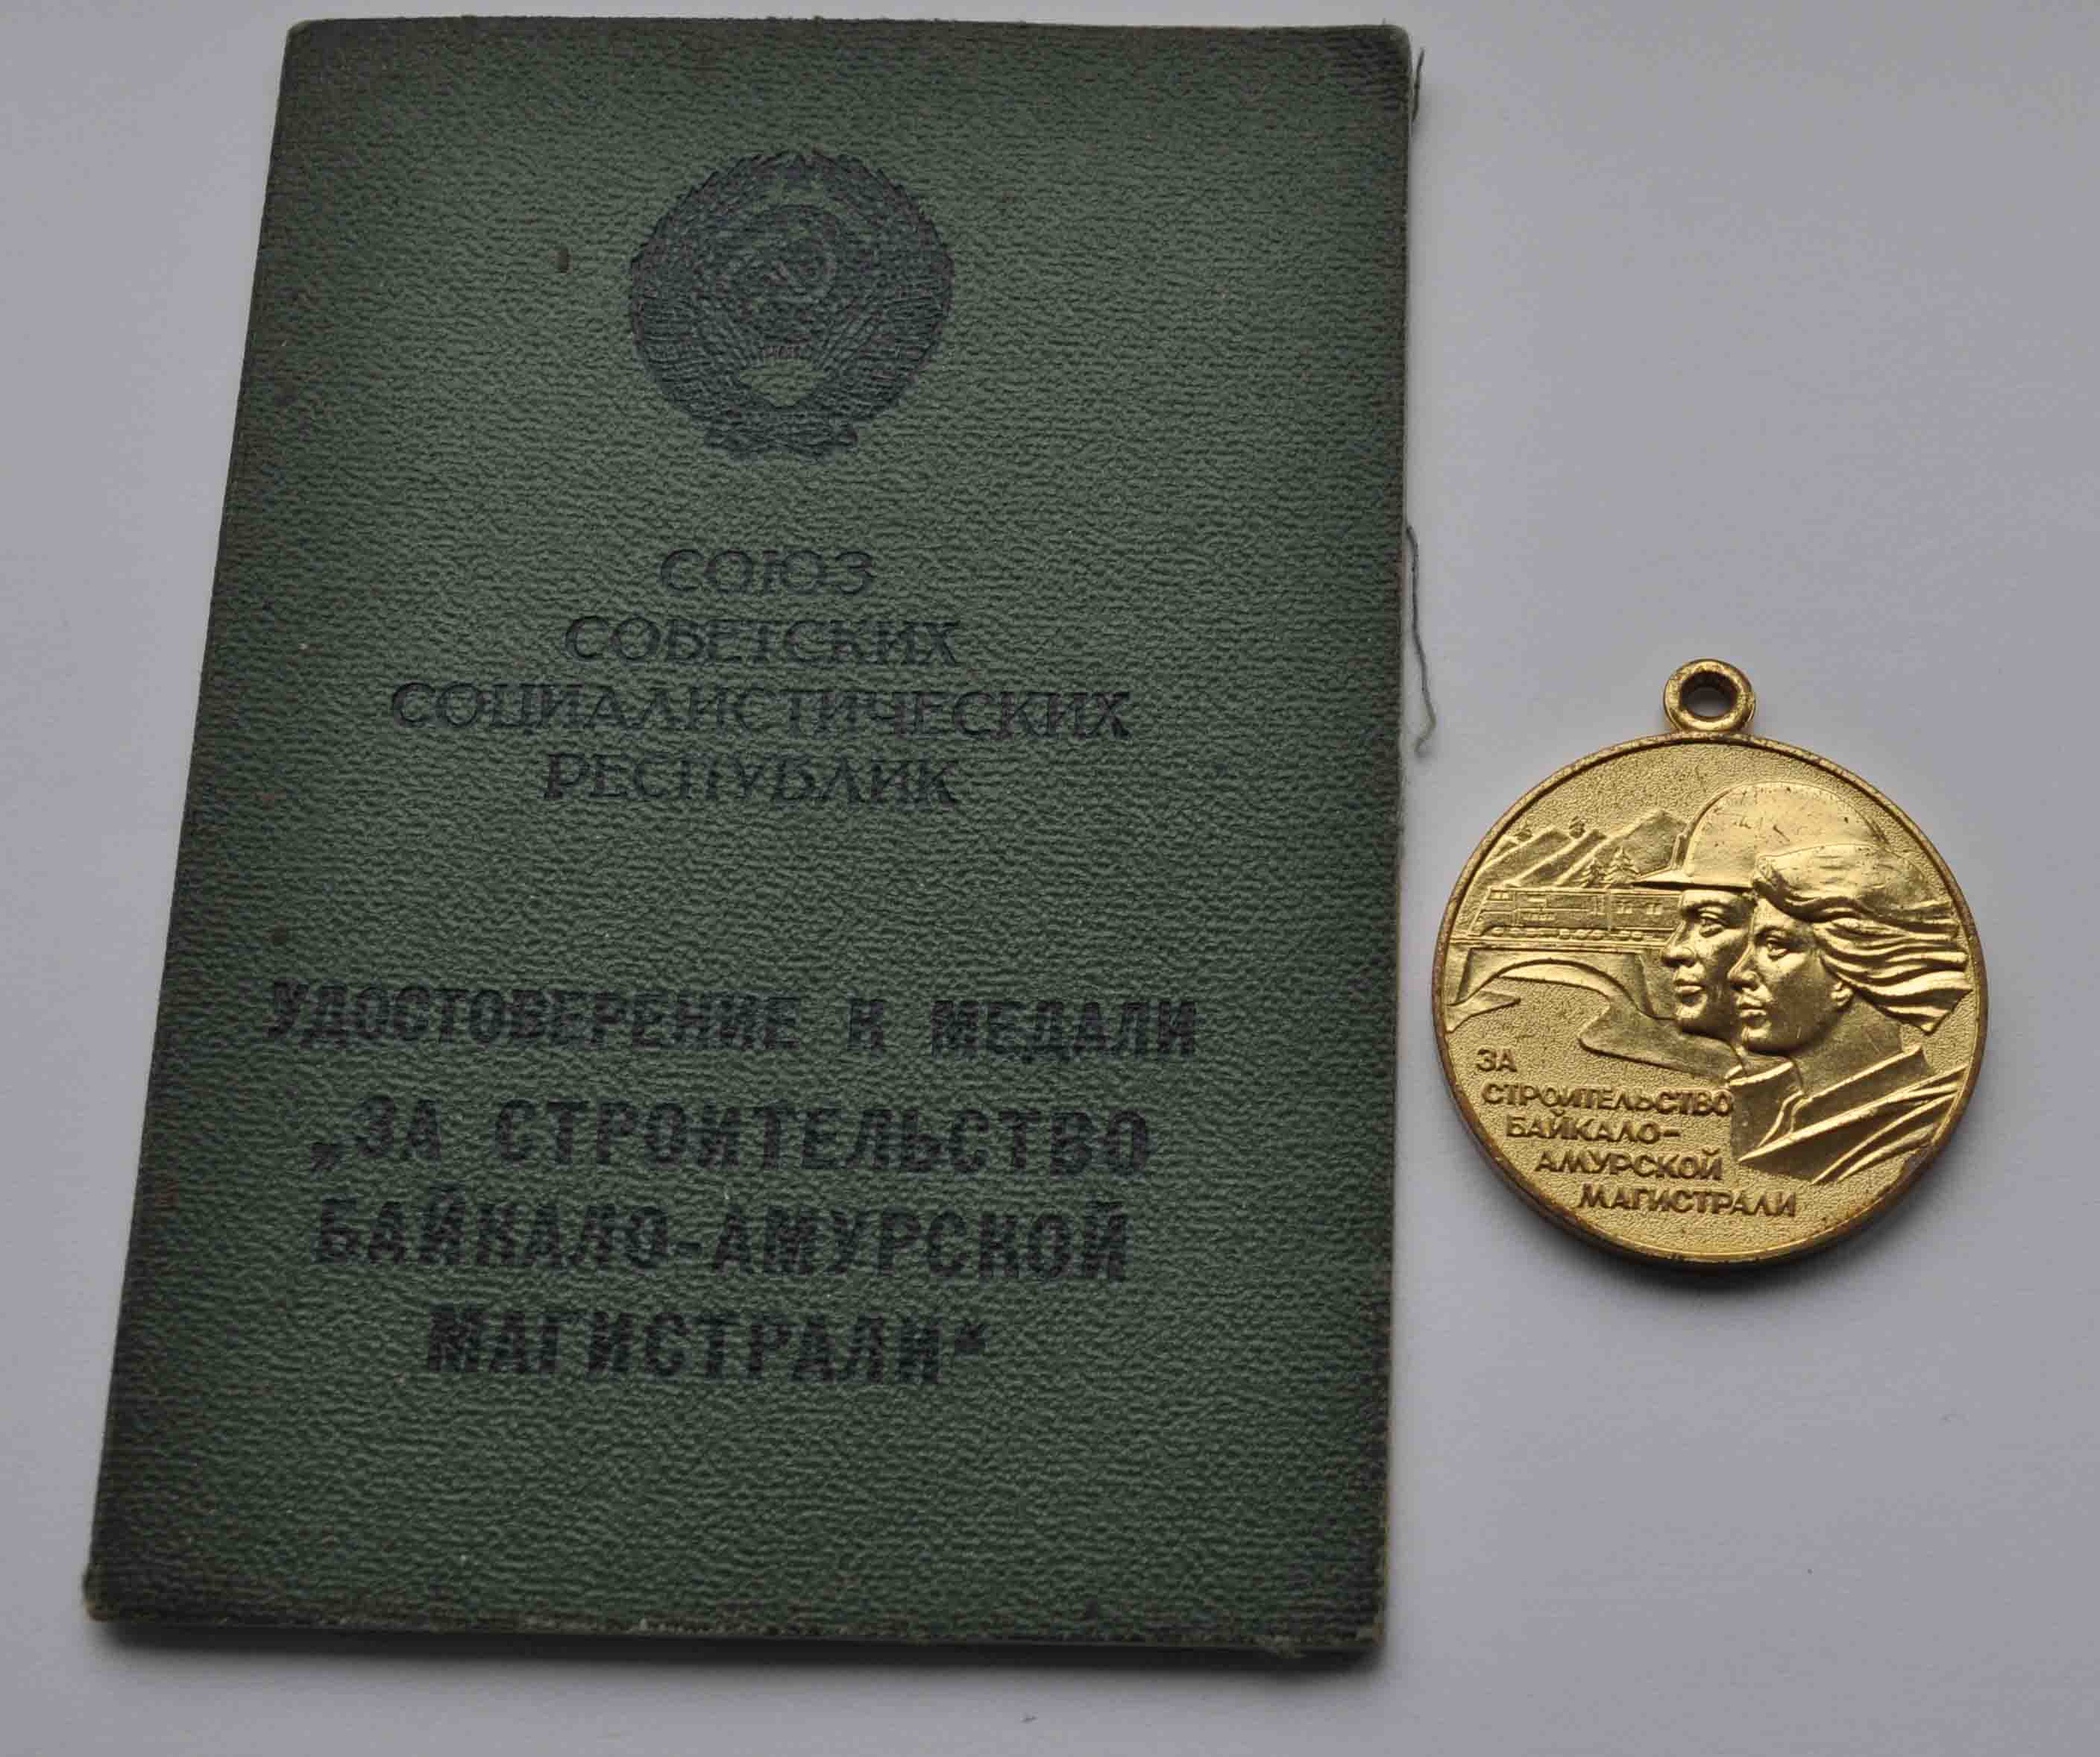 СОЮЗ
СОВЕТСКИХ
СОЦИАЛИСТИЧЕСКИХ
РЕСПУБЛИК
УДОСТОВЕРЕНИЕ К МЕДАЛИ
„ЗА СТРОИТЕЛЬСТВО
БАЙКАЛО-АМУРСКОЙ
МАГИСТРАЛИ“
ЗА
СТРОИТЕЛЬСТВО
БАЙКАЛО-
АМУРСКОЙ
МАГИСТРАЛИ